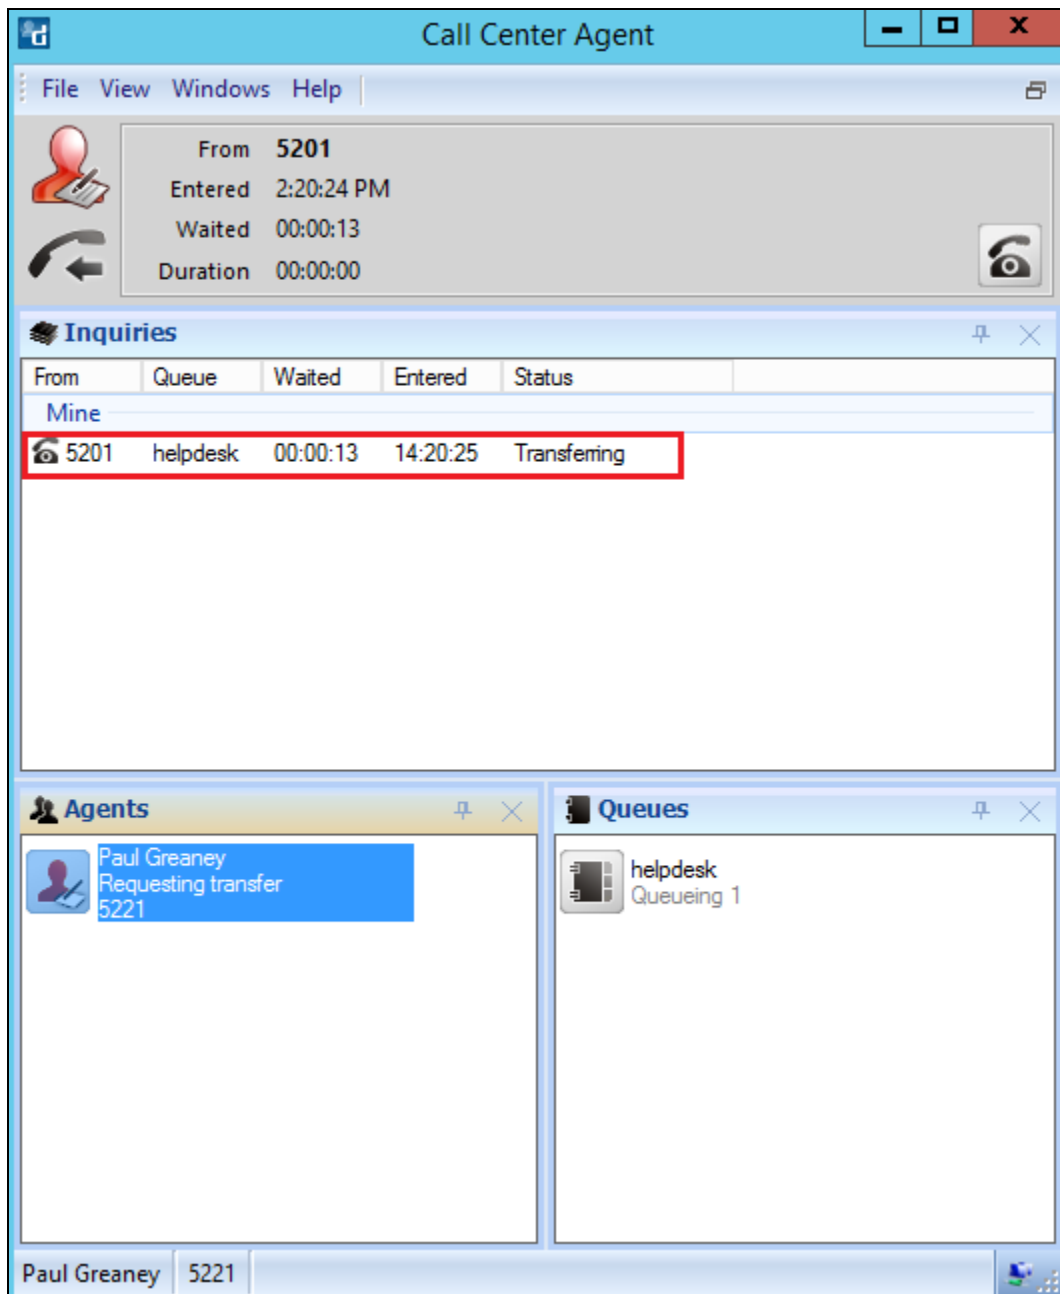 Call Center Agent
File View Windows Help
From 5201
Entered 2:20:24 PM
Waited 00:00:13
Duration 00:00:00
Inquiries
From Queue Waited Entered Status
Mine
5201 helpdesk 00:00:13 14:20:25 Transferring
Agents
Paul Greaney
Requesting transfer
5221
Queues
helpdesk
Queueing 1
Paul Greaney 5221